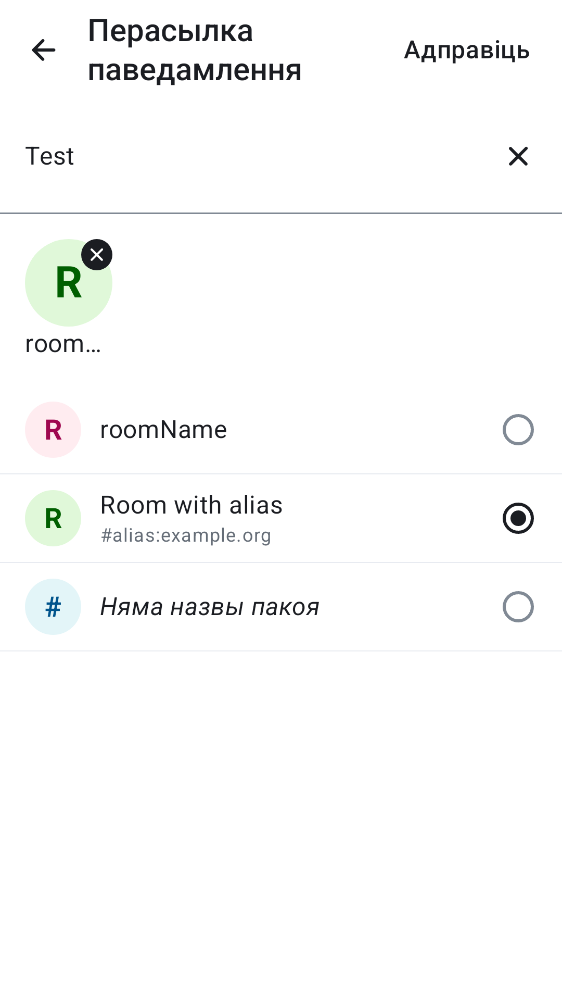 Перасылка
паведамлення
Адправіць
Test
R
room…
R
roomName
R
Room with alias
#alias:example.org
#
Няма назвы пакоя